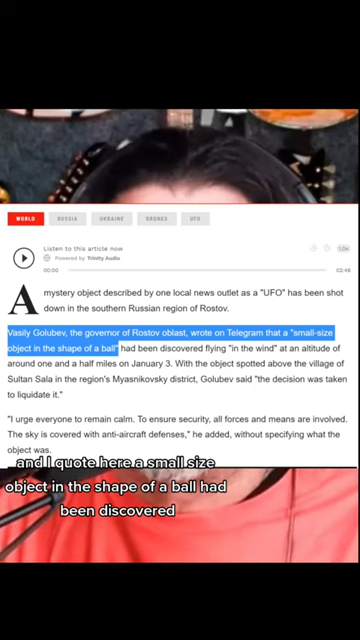 WORLD
RUSSIA
UKRAINE
DRONES
UFO
Listen to this article now
Powered by Trinity Audio
1.0x
00:00
02:46
A mystery object described by one local news outlet as a "UFO" has been shot
down in the southern Russian region of Rostov.
Vasily Golubev, the governor of Rostov oblast, wrote on Telegram that a "small-size
object in the shape of a ball" had been discovered flying "in the wind" at an altitude of
around one and a half miles on January 3. With the object spotted above the village of
Sultan Sala in the region's Myasnikovsky district, Golubev said "the decision was taken
to liquidate it."
"I urge everyone to remain calm. To ensure security, all forces and means are involved.
The sky is covered with anti-aircraft defenses," he added, without specifying what the
object was.
and I quote here a small size
object in the shape of a ball had
been discovered